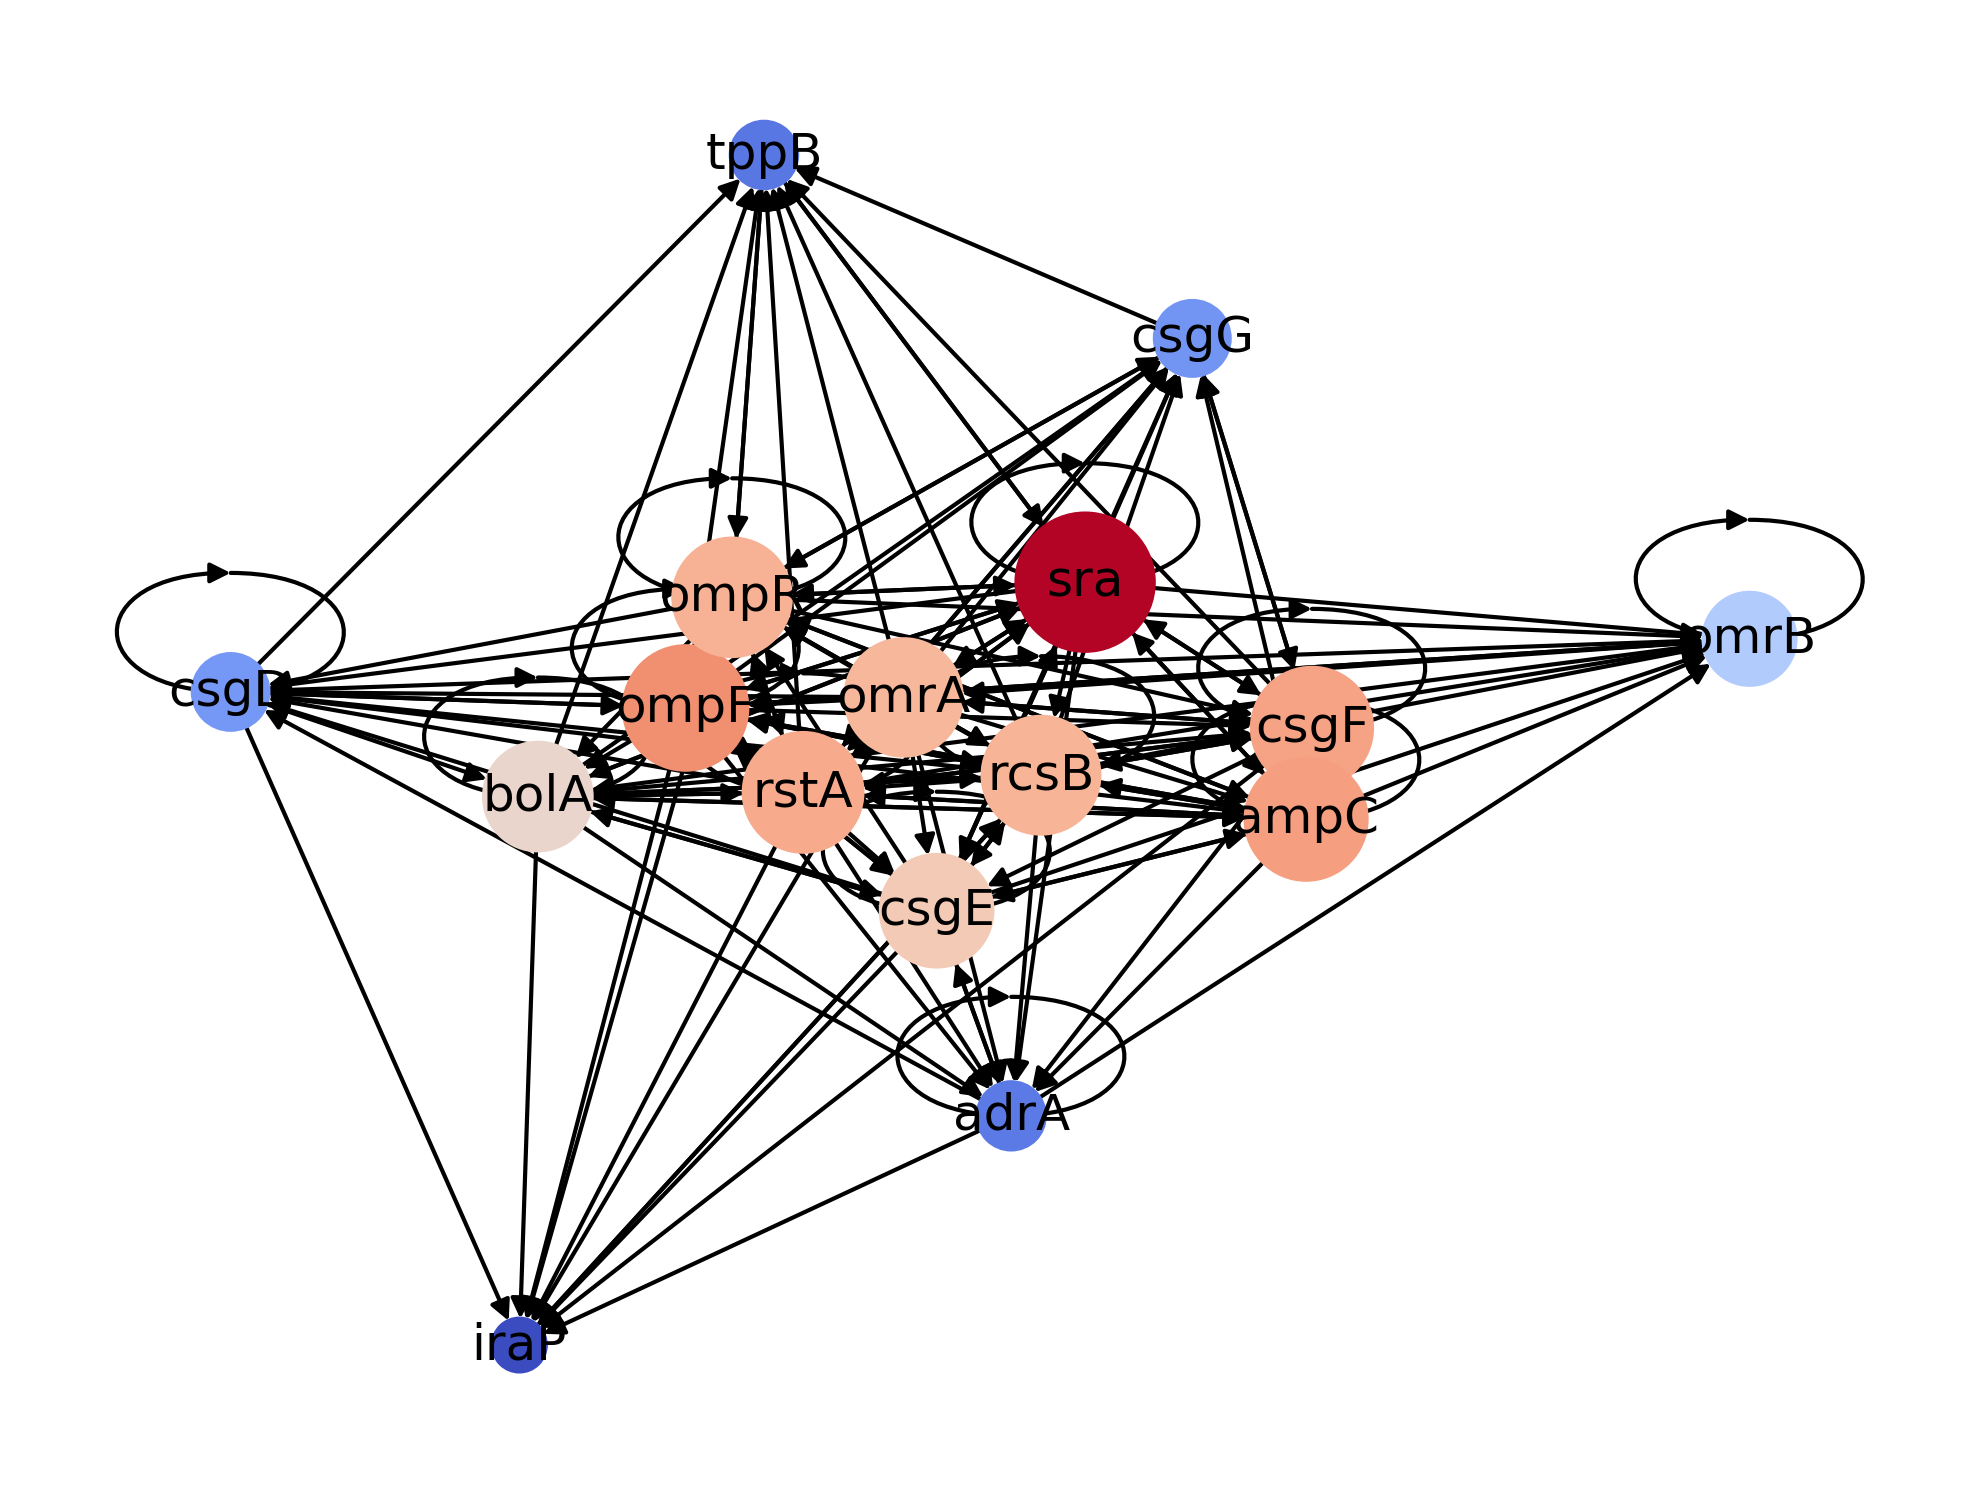 tppB
csgG
sra
ompR
omrB
csgD
omrA
ompF
csgF
rcsB
bolA
rstA
ampC
csgE
adrA
iraP